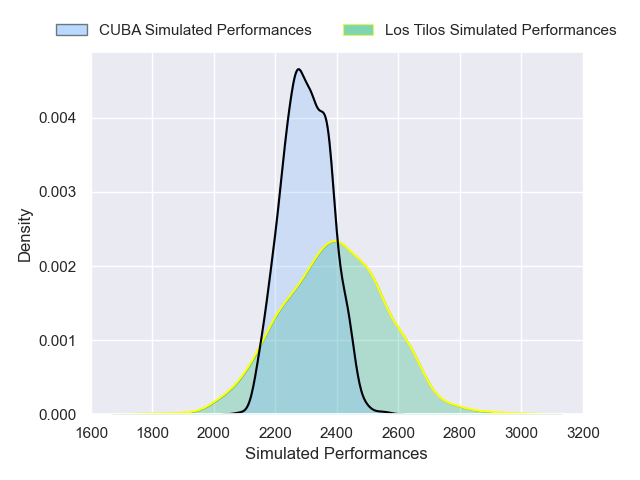 CUBA Simulated Performances Los Tilos Simulated Performances
0.004
0.003
0.002
0.001
0.000
Density
1600 1800 2000 2200 2400 2600 2800 3000 3200
Simulated Performances